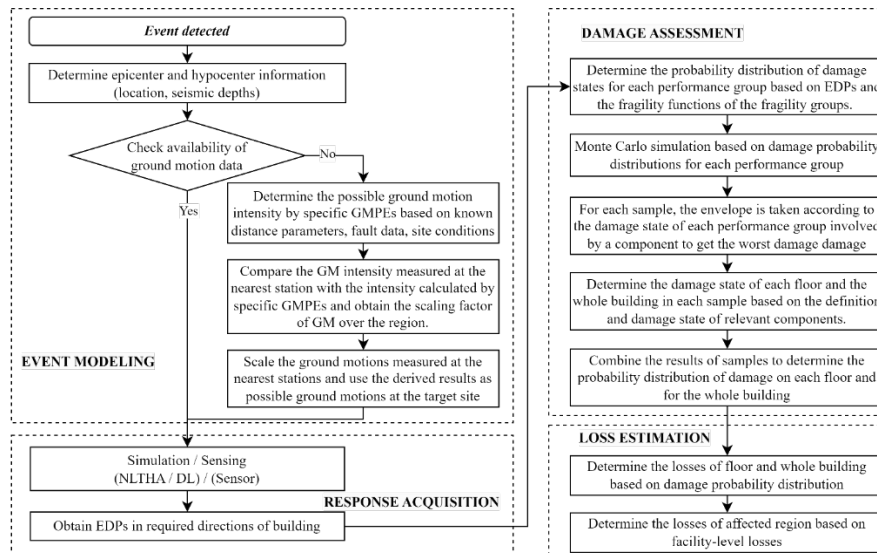 Event detected
Determine epicenter and hypocenter information
(location, seismic depths)
Check availability of
ground motion data
No
Yes
Determine the possible ground motion
intensity by specific GMPEs based on known
distance parameters, fault data, site conditions
Compare the GM intensity measured at the
nearest station with the intensity calculated by
specific GMPEs and obtain the scaling factor
of GM over the region.
Scale the ground motions measured at the
nearest stations and use the derived results as
possible ground motions at the target site
EVENT MODELING
Simulation / Sensing
(NLTHA / DL) / (Sensor)
RESPONSE ACQUISITION
Obtain EDPs in required directions of building
DAMAGE ASSESSMENT
Determine the probability distribution of damage
states for each performance group based on EDPs and
the fragility functions of the fragility groups.
Monte Carlo simulation based on damage probability
distributions for each performance group
For each sample, the envelope is taken according to
the damage state of each performance group involved
by a component to get the worst damage damage
Determine the damage state of each floor and the
whole building in each sample based on the definition
and damage state of relevant components.
Combine the results of samples to determine the
probability distribution of damage on each floor and
for the whole building
LOSS ESTIMATION
Determine the losses of floor and whole building
based on damage probability distribution
Determine the losses of affected region based on
facility-level losses